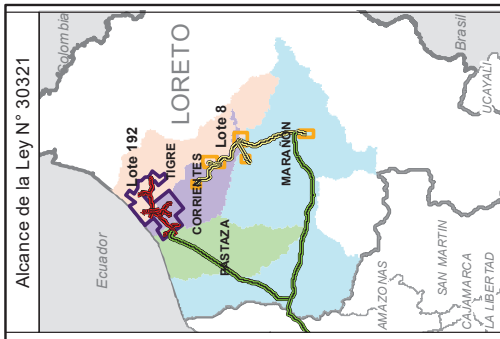 Alcance de la Ley N° 30321
Colombia
Ecuador
Brasil
LORETO
Lote 192
TIGRE
Lote 8
CORRIENTES
PASTAZA
MARAÑÓN
UCAYALI
AMAZONAS
SAN MARTIN
CAJAMARCA
LA LIBERTAD